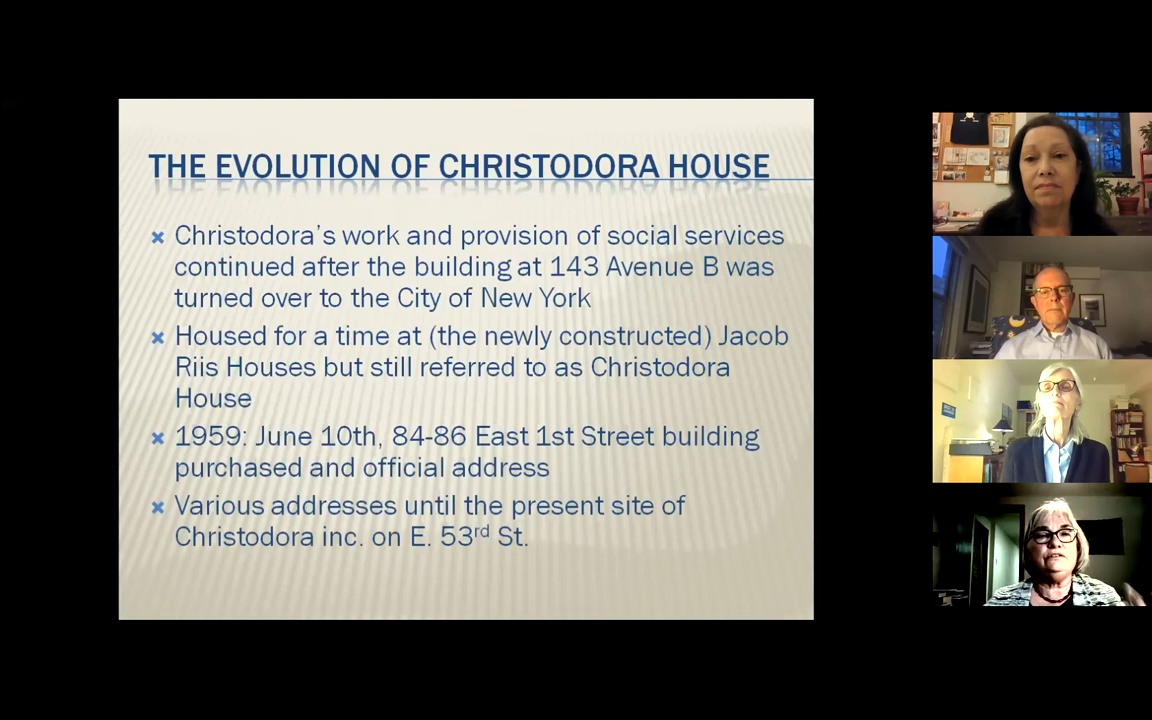 THE EVOLUTION OF CHRISTODORA HOUSE
Christodora's work and provision of social services
continued after the building at 143 Avenue B was
turned over to the City of New York
Housed for a time at (the newly constructed) Jacob
Riis Houses but still referred to as Christodora
House
1959: June 10th, 84-86 East 1st Street building
purchased and official address
Various addresses until the present site of
Christodora inc. on E. 53rd St.